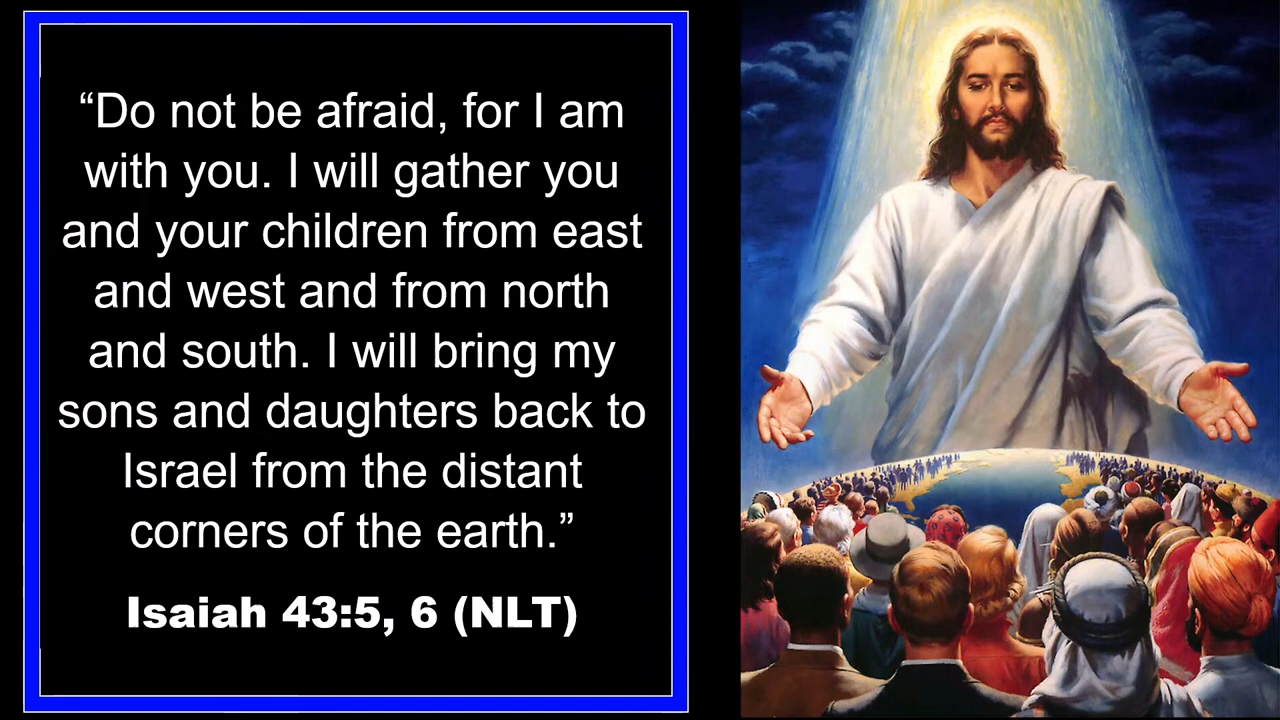 “Do not be afraid, for I am
with you. I will gather you
and your children from east
and west and from north
and south. I will bring my
sons and daughters back to
Israel from the distant
corners of the earth.”
Isaiah 43:5, 6 (NLT)